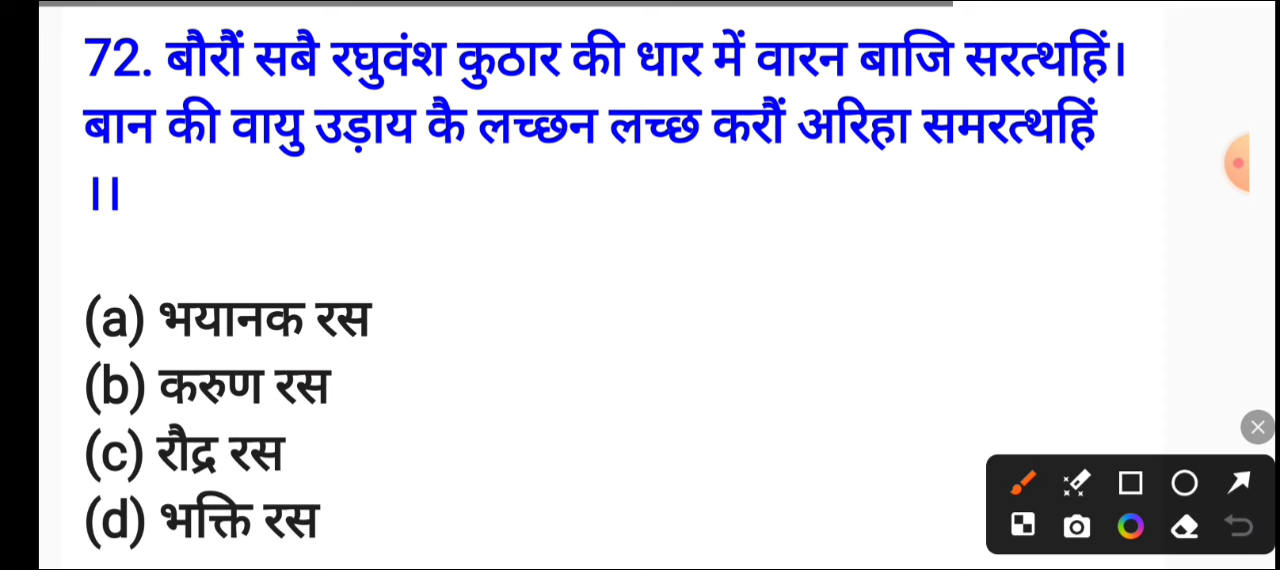 72. बौरौं सबै रघुवंश कुठार की धार में वारन बाजि सरत्थहिं।
बान की वायु उड़ाय कै लच्छन लच्छ करौं अरिहा समरत्थहिं
।।
(a) भयानक रस
(b) करुण रस
(c) रौद्र रस
(d) भक्ति रस